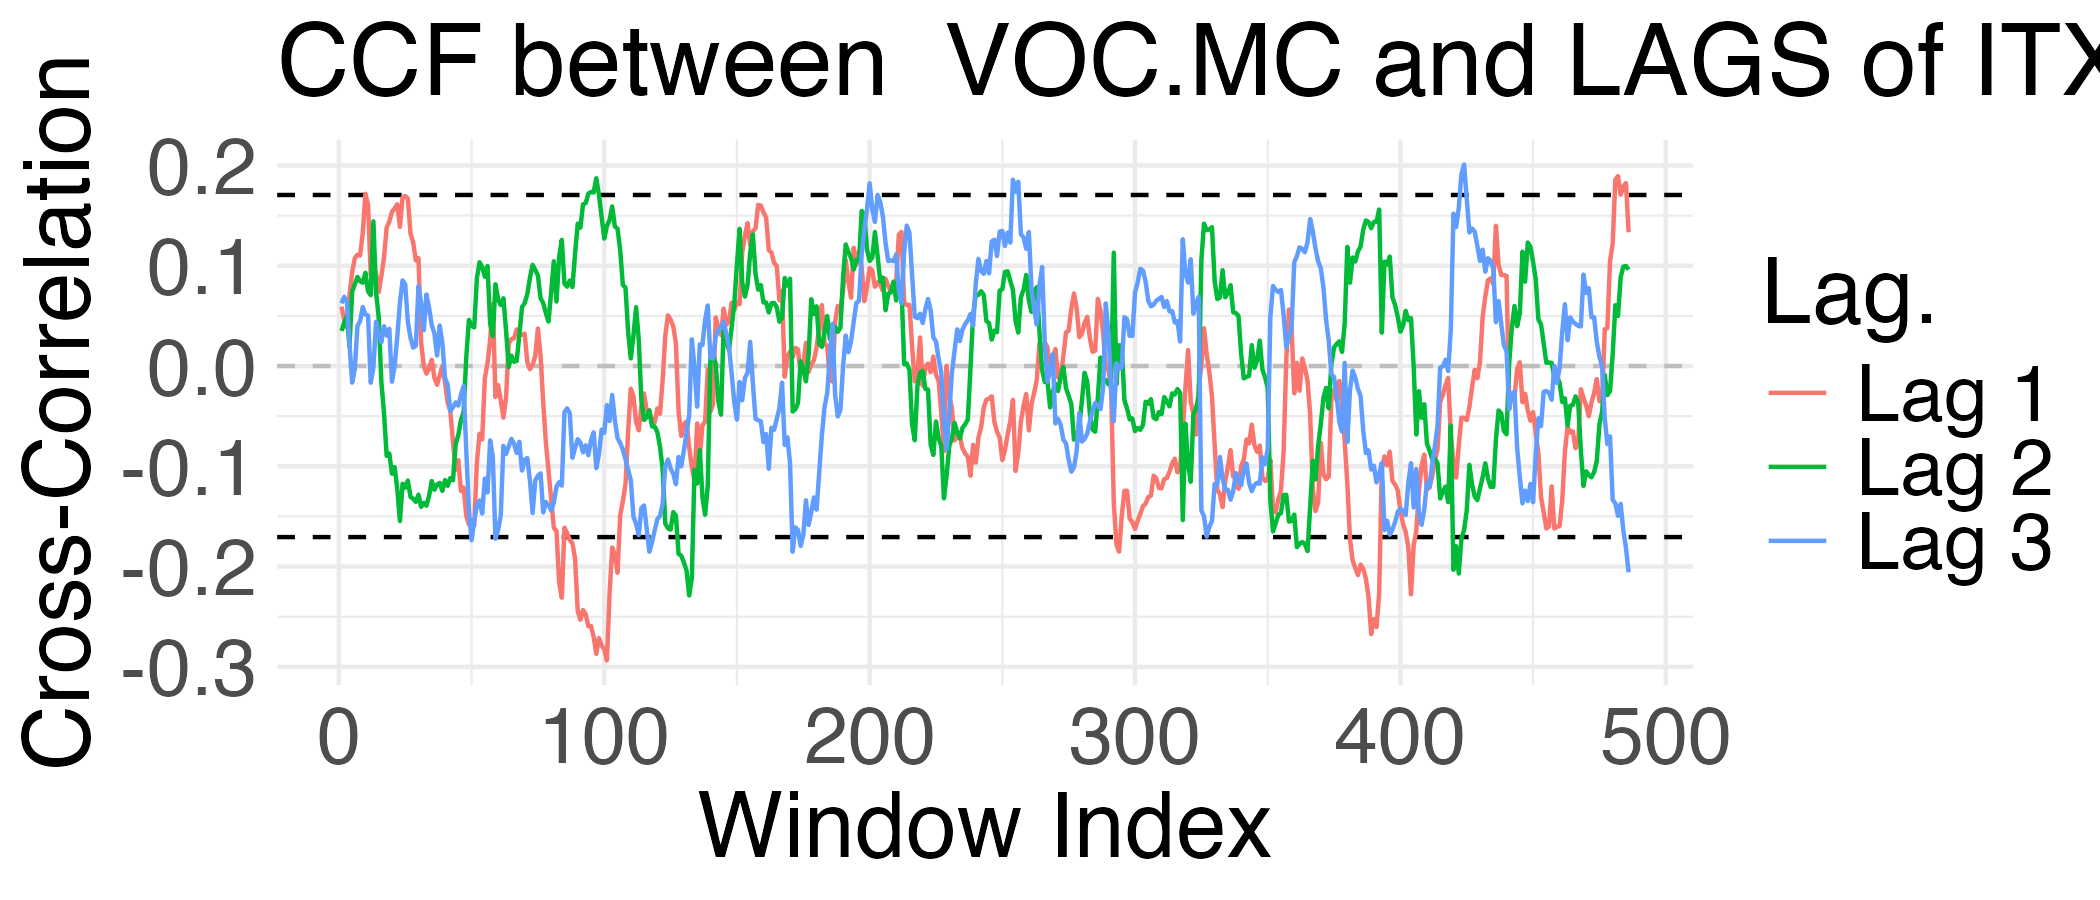 CCF between  VOC.MC and LAGS of ITX
Cross-Correlation
0.2
0.1
0.0
-0.1
-0.2
-0.3
0
100
200
300
400
500
Window Index
Lag.
Lag 1
Lag 2
Lag 3